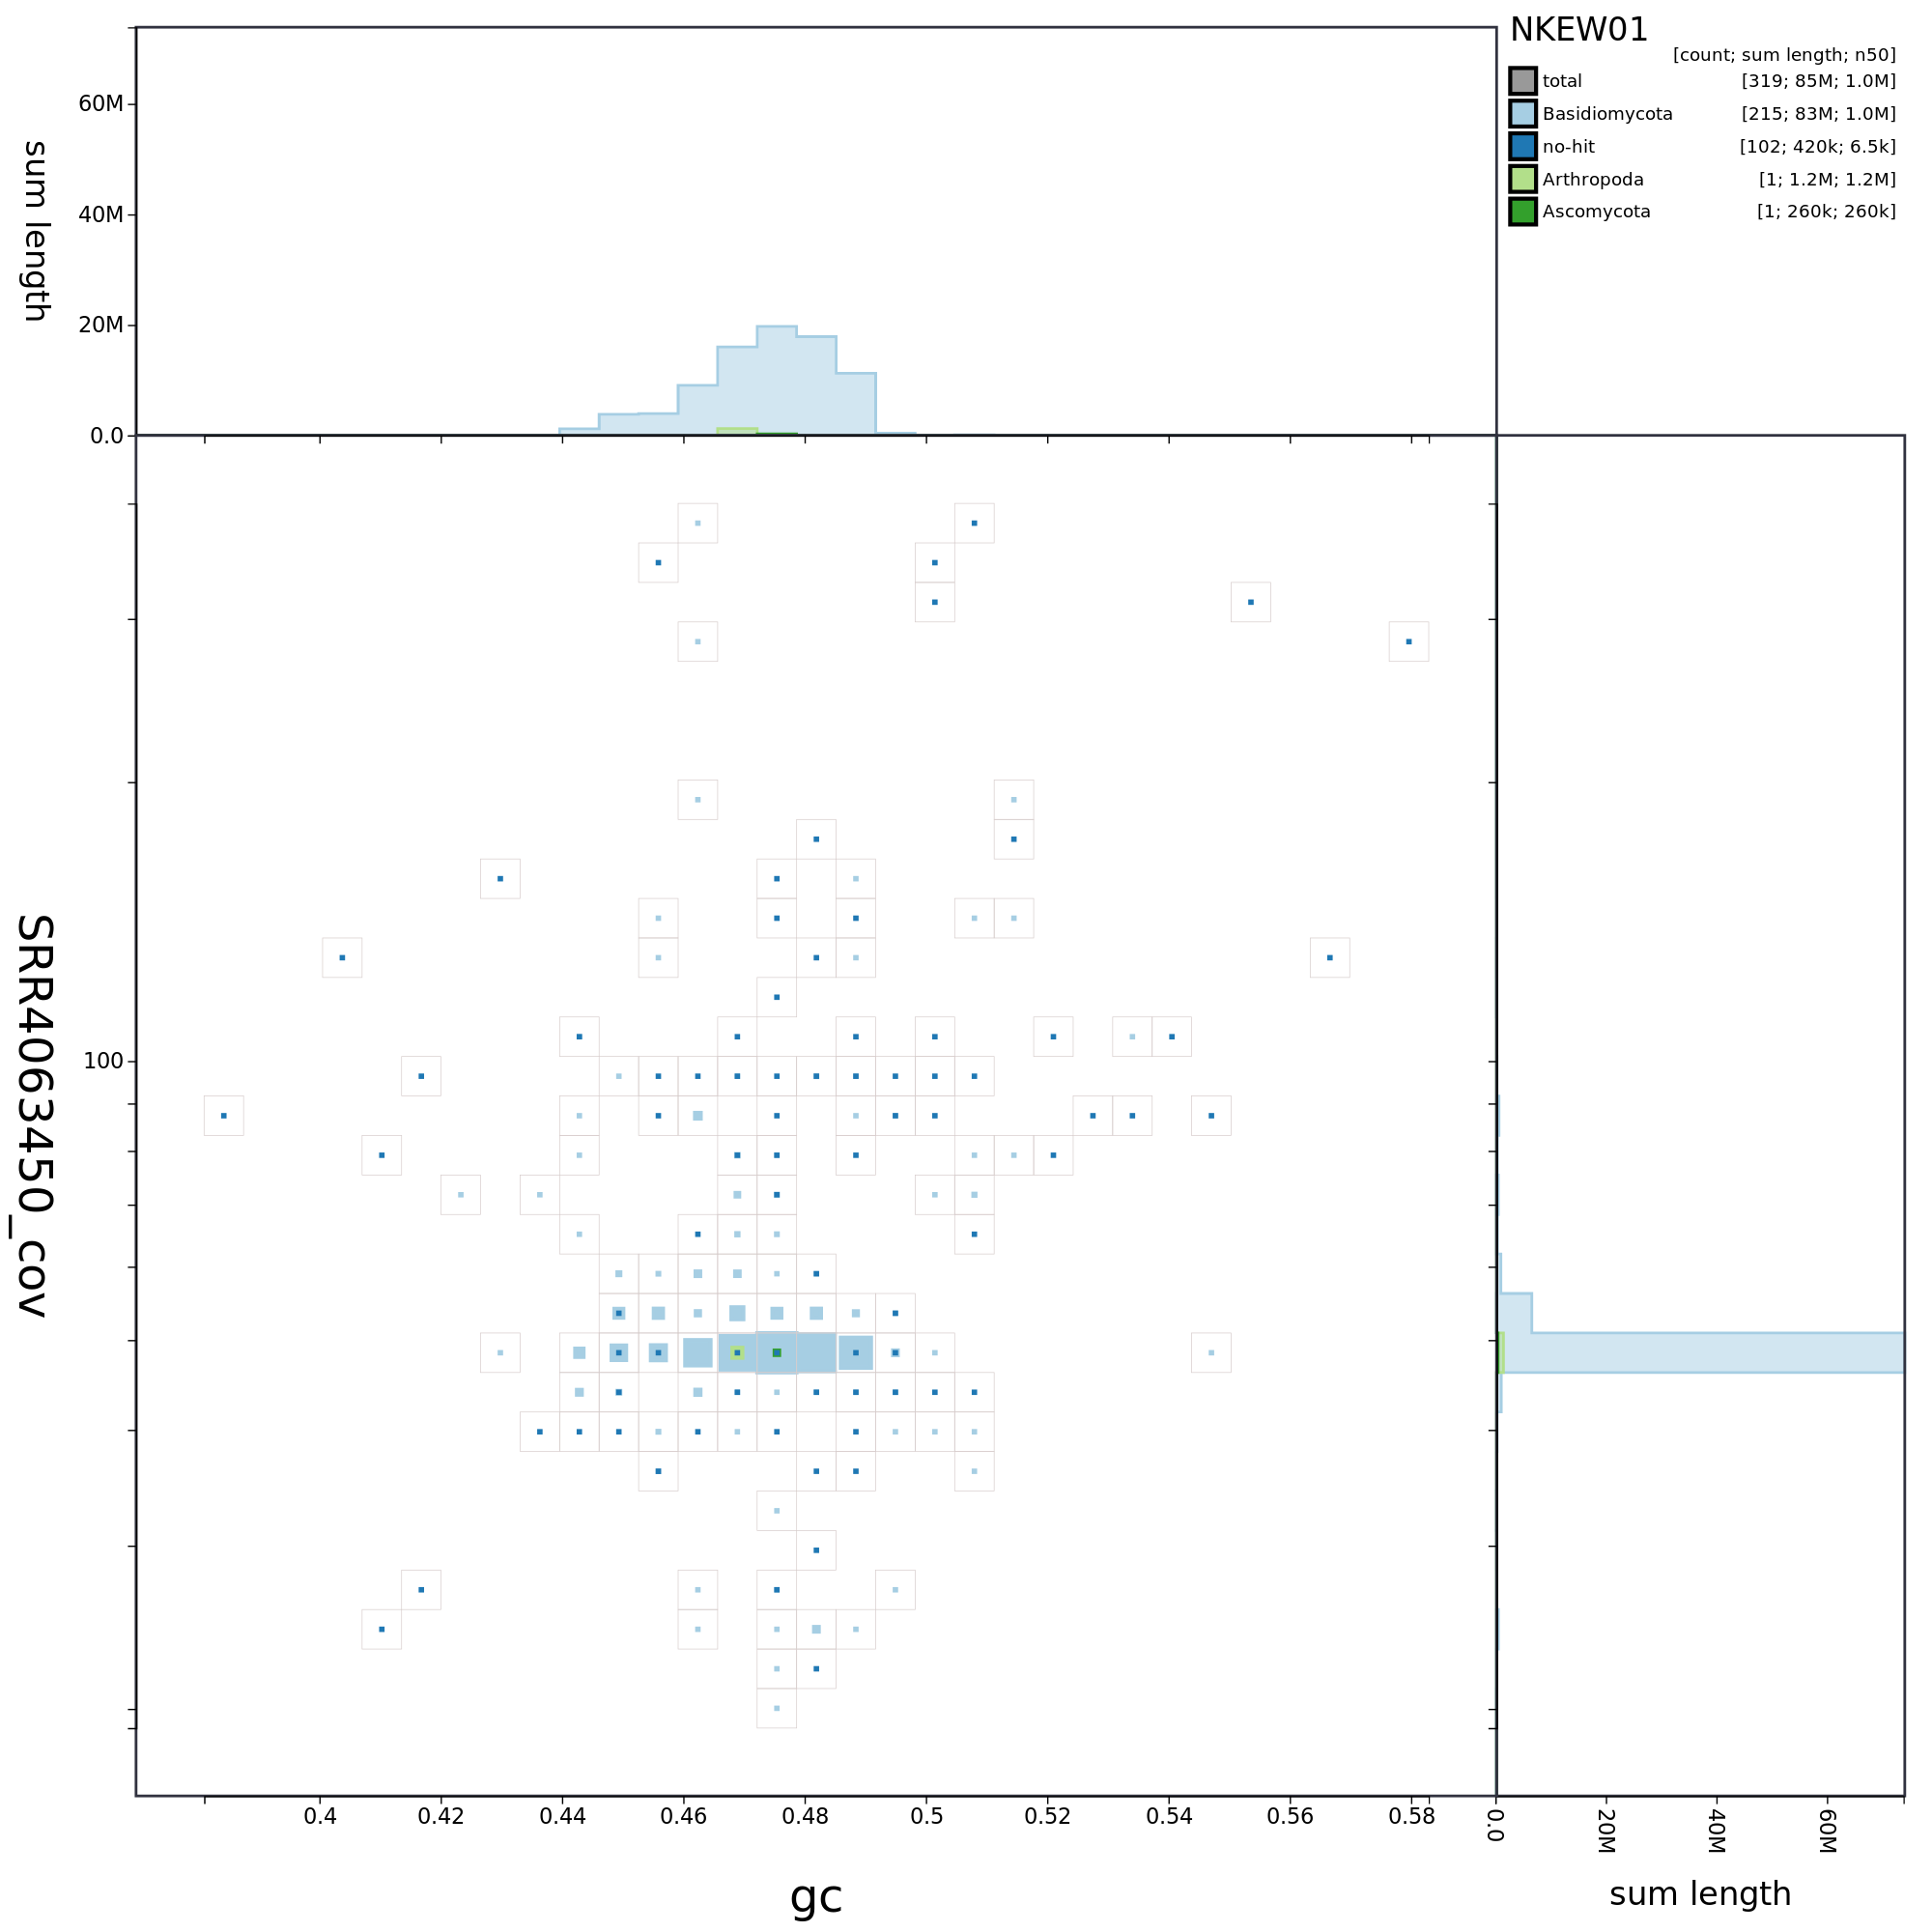 NKEW01
[count; sum length; n50]
total [319; 85M; 1.0M]
Basidiomycota [215; 83M; 1.0M]
no-hit [102; 420k; 6.5k]
Arthropoda [1; 1.2M; 1.2M]
Ascomycota [1; 260k; 260k]
sum length
60M
40M
20M
0.0
SRR4063450_cov
100
0.4 0.42 0.44 0.46 0.48 0.5 0.52 0.54 0.56 0.58
gc
0.0 20M 40M 60M
sum length